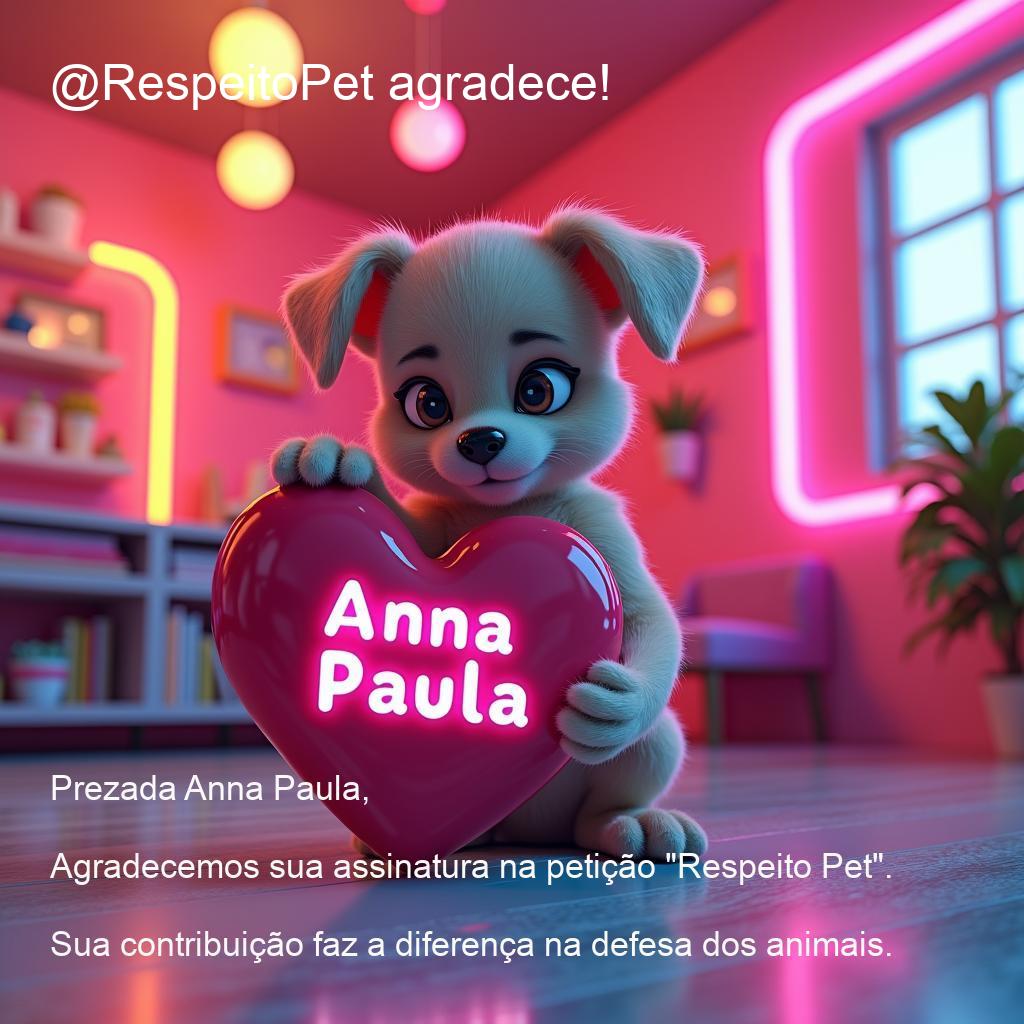 @RespeitoPet agradece!
Anna
Paula
Prezada Anna Paula,
Agradecemos sua assinatura na petição "Respeito Pet".
Sua contribuição faz a diferença na defesa dos animais.